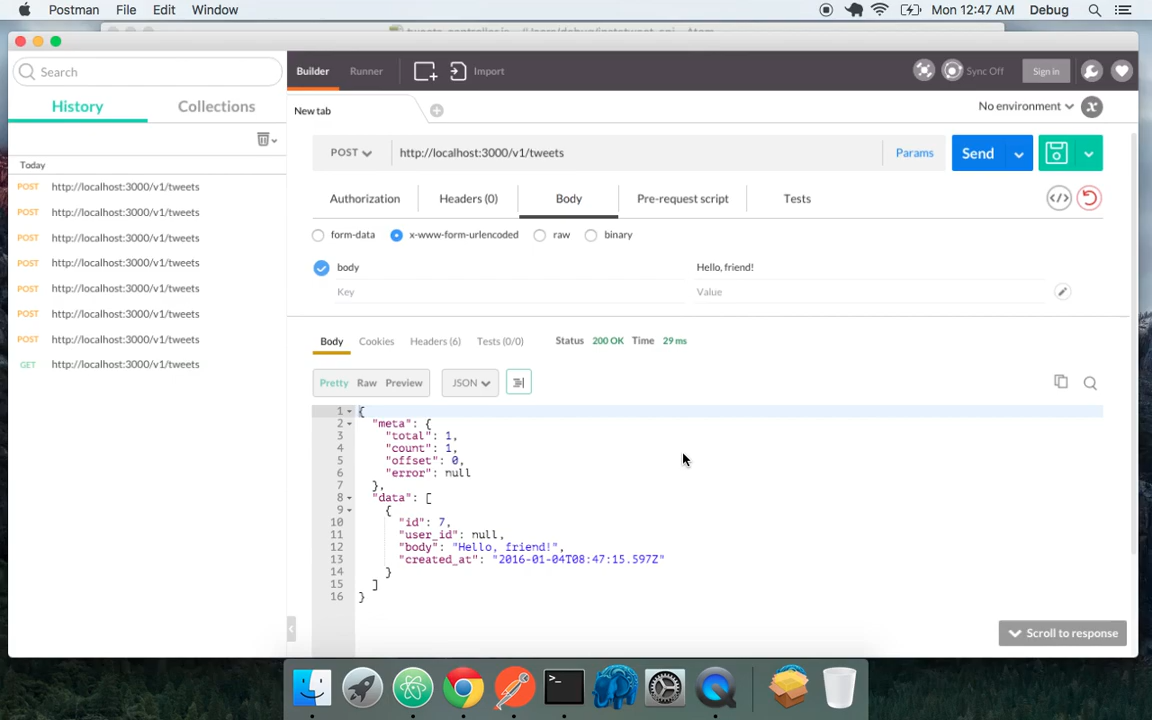 Postman File Edit Window Mon 12:47 AM Debug
Search
Builder Runner Import Sync Off Sign in
History Collections
New tab
No environment
POST http://localhost:3000/v1/tweets Params Send
Today
POST http://localhost:3000/v1/tweets
POST http://localhost:3000/v1/tweets
POST http://localhost:3000/v1/tweets
POST http://localhost:3000/v1/tweets
POST http://localhost:3000/v1/tweets
POST http://localhost:3000/v1/tweets
POST http://localhost:3000/v1/tweets
GET http://localhost:3000/v1/tweets
Authorization Headers (0) Body Pre-request script Tests
form-data x-www-form-urlencoded raw binary
body Hello, friend!
Key Value
Body Cookies Headers (6) Tests (0/0) Status 200 OK Time 29 ms
Pretty Raw Preview JSON
1 {
2 "meta": {
3 "total": 1,
4 "count": 1,
5 "offset": 0,
6 "error": null
7 },
8 "data": [
9 {
10 "id": 7,
11 "user_id": null,
12 "body": "Hello, friend!",
13 "created_at": "2016-01-04T08:47:15.597Z"
14 }
15 ]
16 }
Scroll to response